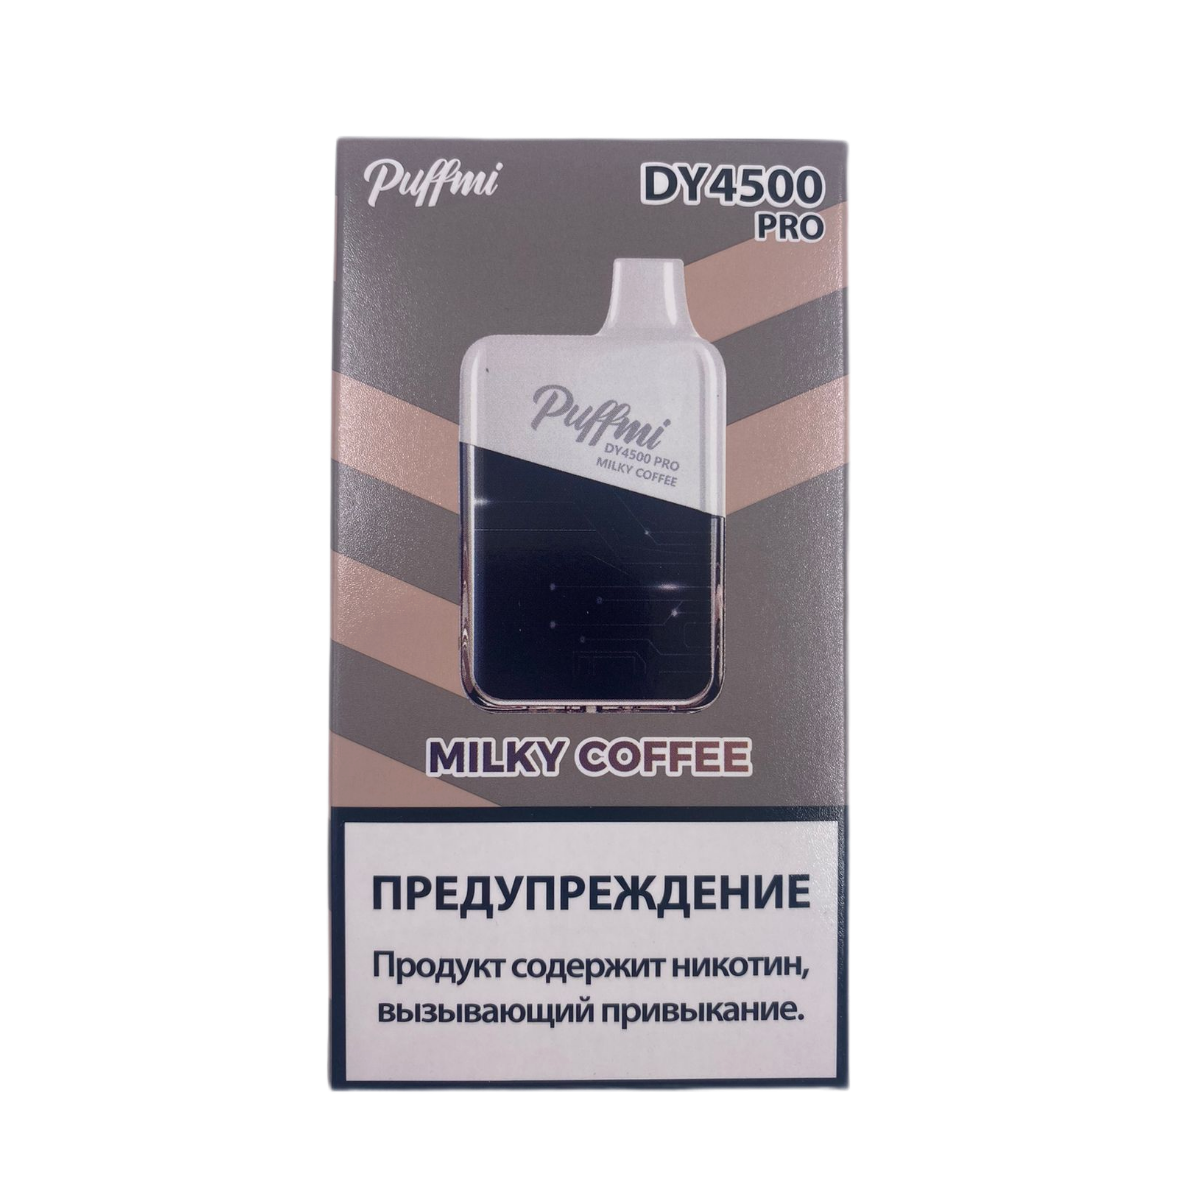 Puffmi
DY4500
PRO
Puffmi
DY4500 PRO
MILKY COFFEE
MILKY COFFEE
ПРЕДУПРЕЖДЕНИЕ
Продукт содержит никотин,
вызывающий привыкание.